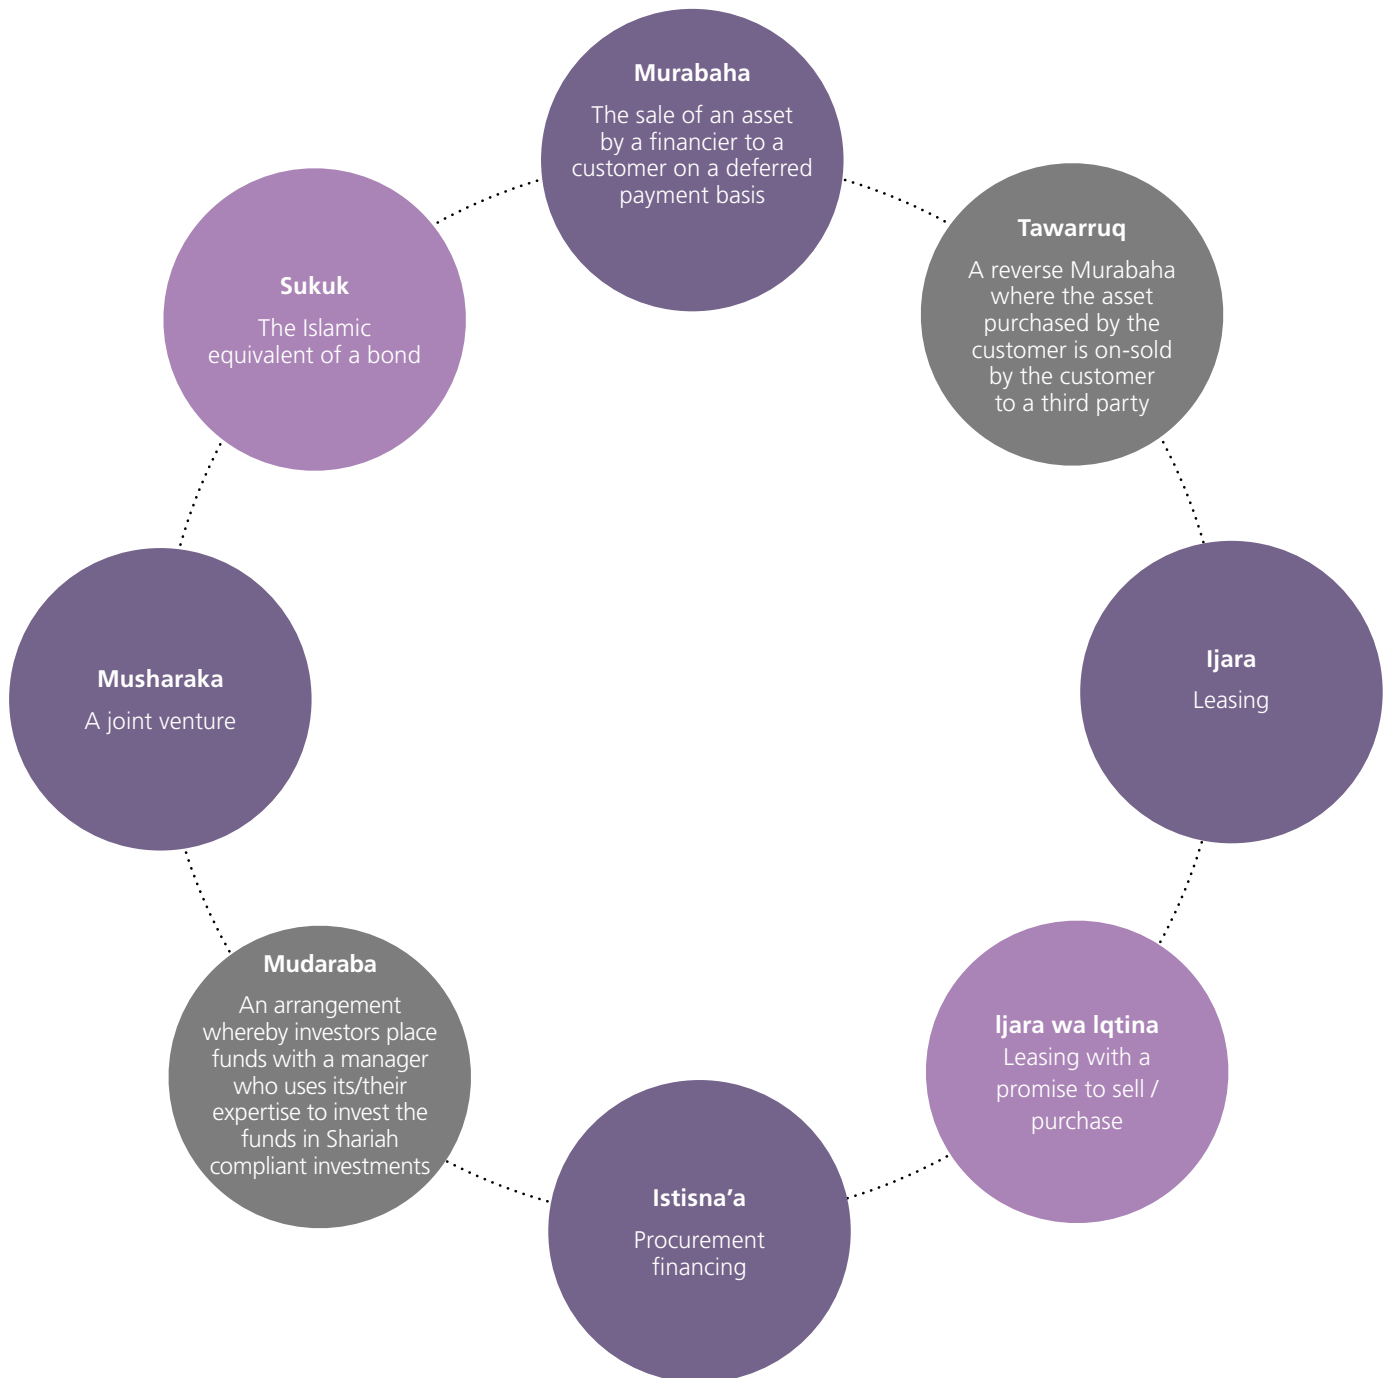 Murabaha
The sale of an asset
by a financier to a
customer on a deferred
payment basis
Tawarruq
A reverse Murabaha
where the asset
purchased by the
customer is on-sold
by the customer
to a third party
Ijara
Leasing
Ijara wa Iqtina
Leasing with a
promise to sell /
purchase
Istisna’a
Procurement
financing
Mudaraba
An arrangement
whereby investors place
funds with a manager
who uses its/their
expertise to invest the
funds in Shariah
compliant investments
Musharaka
A joint venture
Sukuk
The Islamic
equivalent of a bond